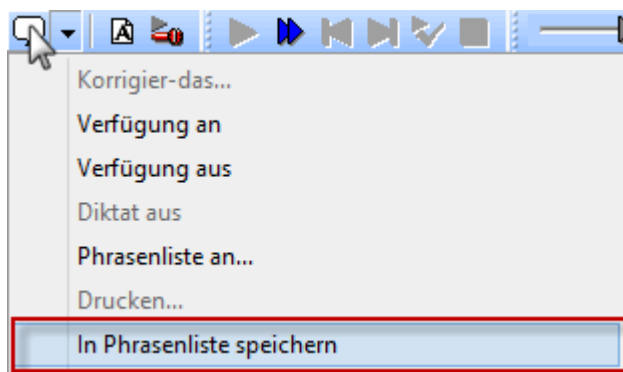 Korrigier-das...
Verfügung an
Verfügung aus
Diktat aus
Phrasenliste an...
Drucken...
In Phrasenliste speichern